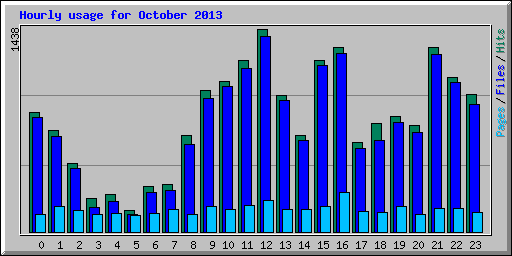 Hourly usage for October 2013
1438
Pages / Files / Hits
0 1 2 3 4 5 6 7 8 9 10 11 12 13 14 15 16 17 18 19 20 21 22 23